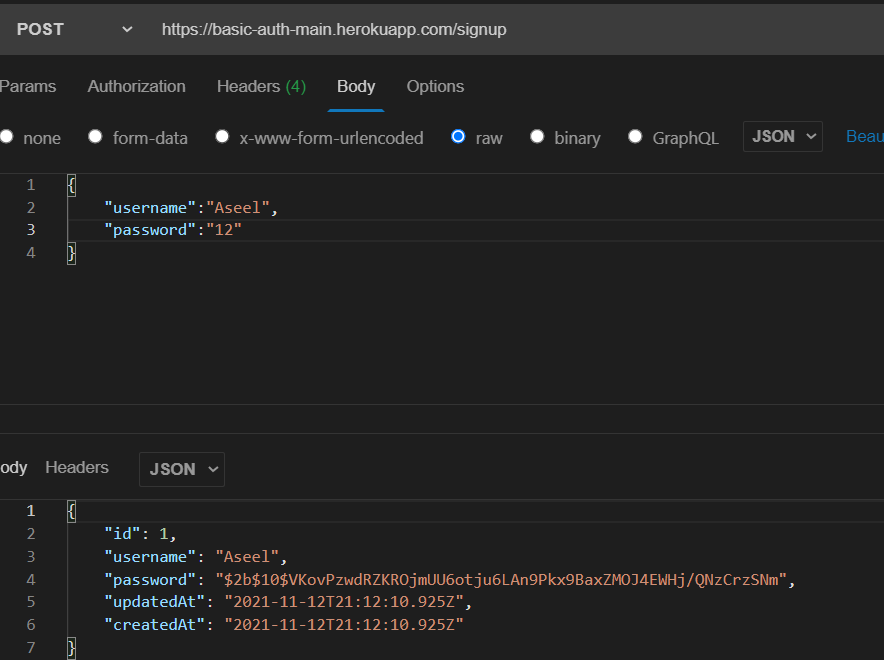 POST https://basic-auth-main.herokuapp.com/signup
Params Authorization Headers (4) Body Options
none form-data x-www-form-urlencoded raw binary GraphQL JSON Beau
1 {
2 "username":"Aseel",
3 "password":"12"
4 }
ody Headers JSON
1 {
2 "id": 1,
3 "username": "Aseel",
4 "password": "$2b$10$VKovPzwdRZKROjmUU6otju6LAn9Pkx9BaxZMOJ4EWHj/QNzCrzSNm",
5 "updatedAt": "2021-11-12T21:12:10.925Z",
6 "createdAt": "2021-11-12T21:12:10.925Z"
7 }